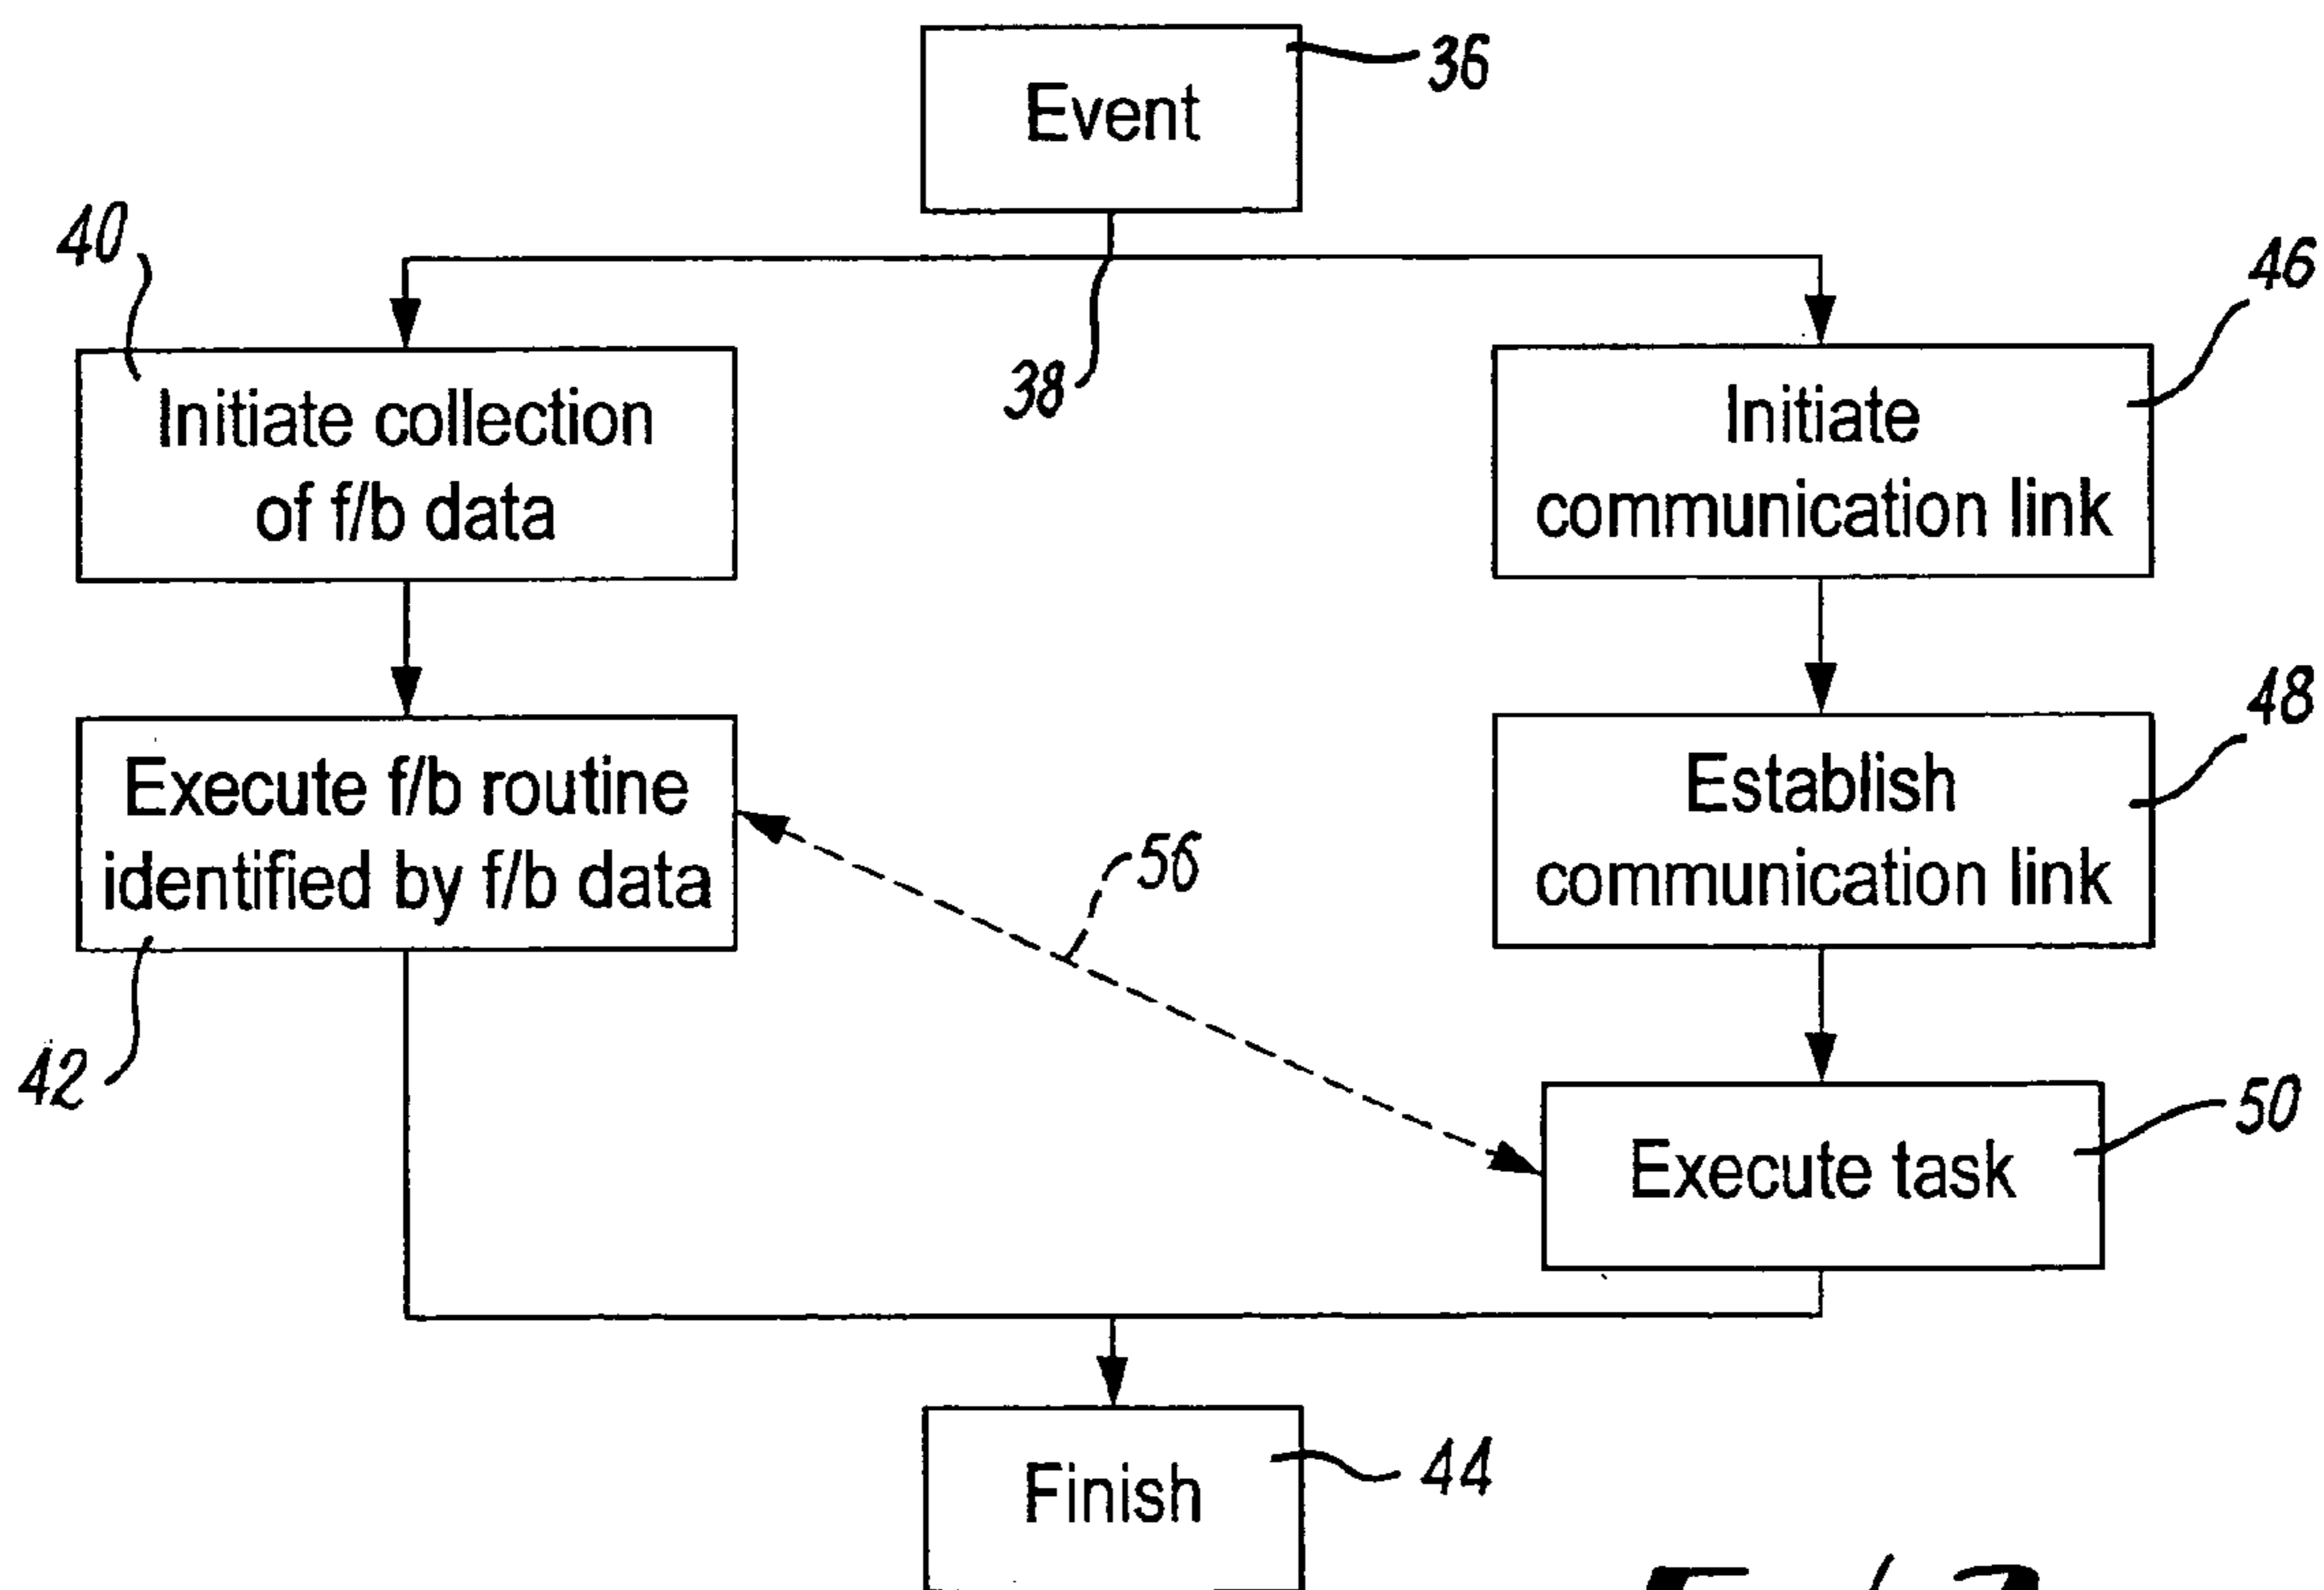 Event
36
40
46
38
Initiate collection
of f/b data
Initiate
communication link
48
Execute f/b routine
identified by f/b data
Establish
communication link
56
42
50
Execute task
Finish
44